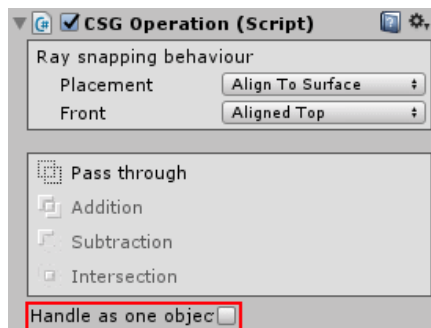 CSG Operation (Script)
Ray snapping behaviour
Placement Align To Surface
Front Aligned Top
Pass through
Addition
Subtraction
Intersection
Handle as one objec